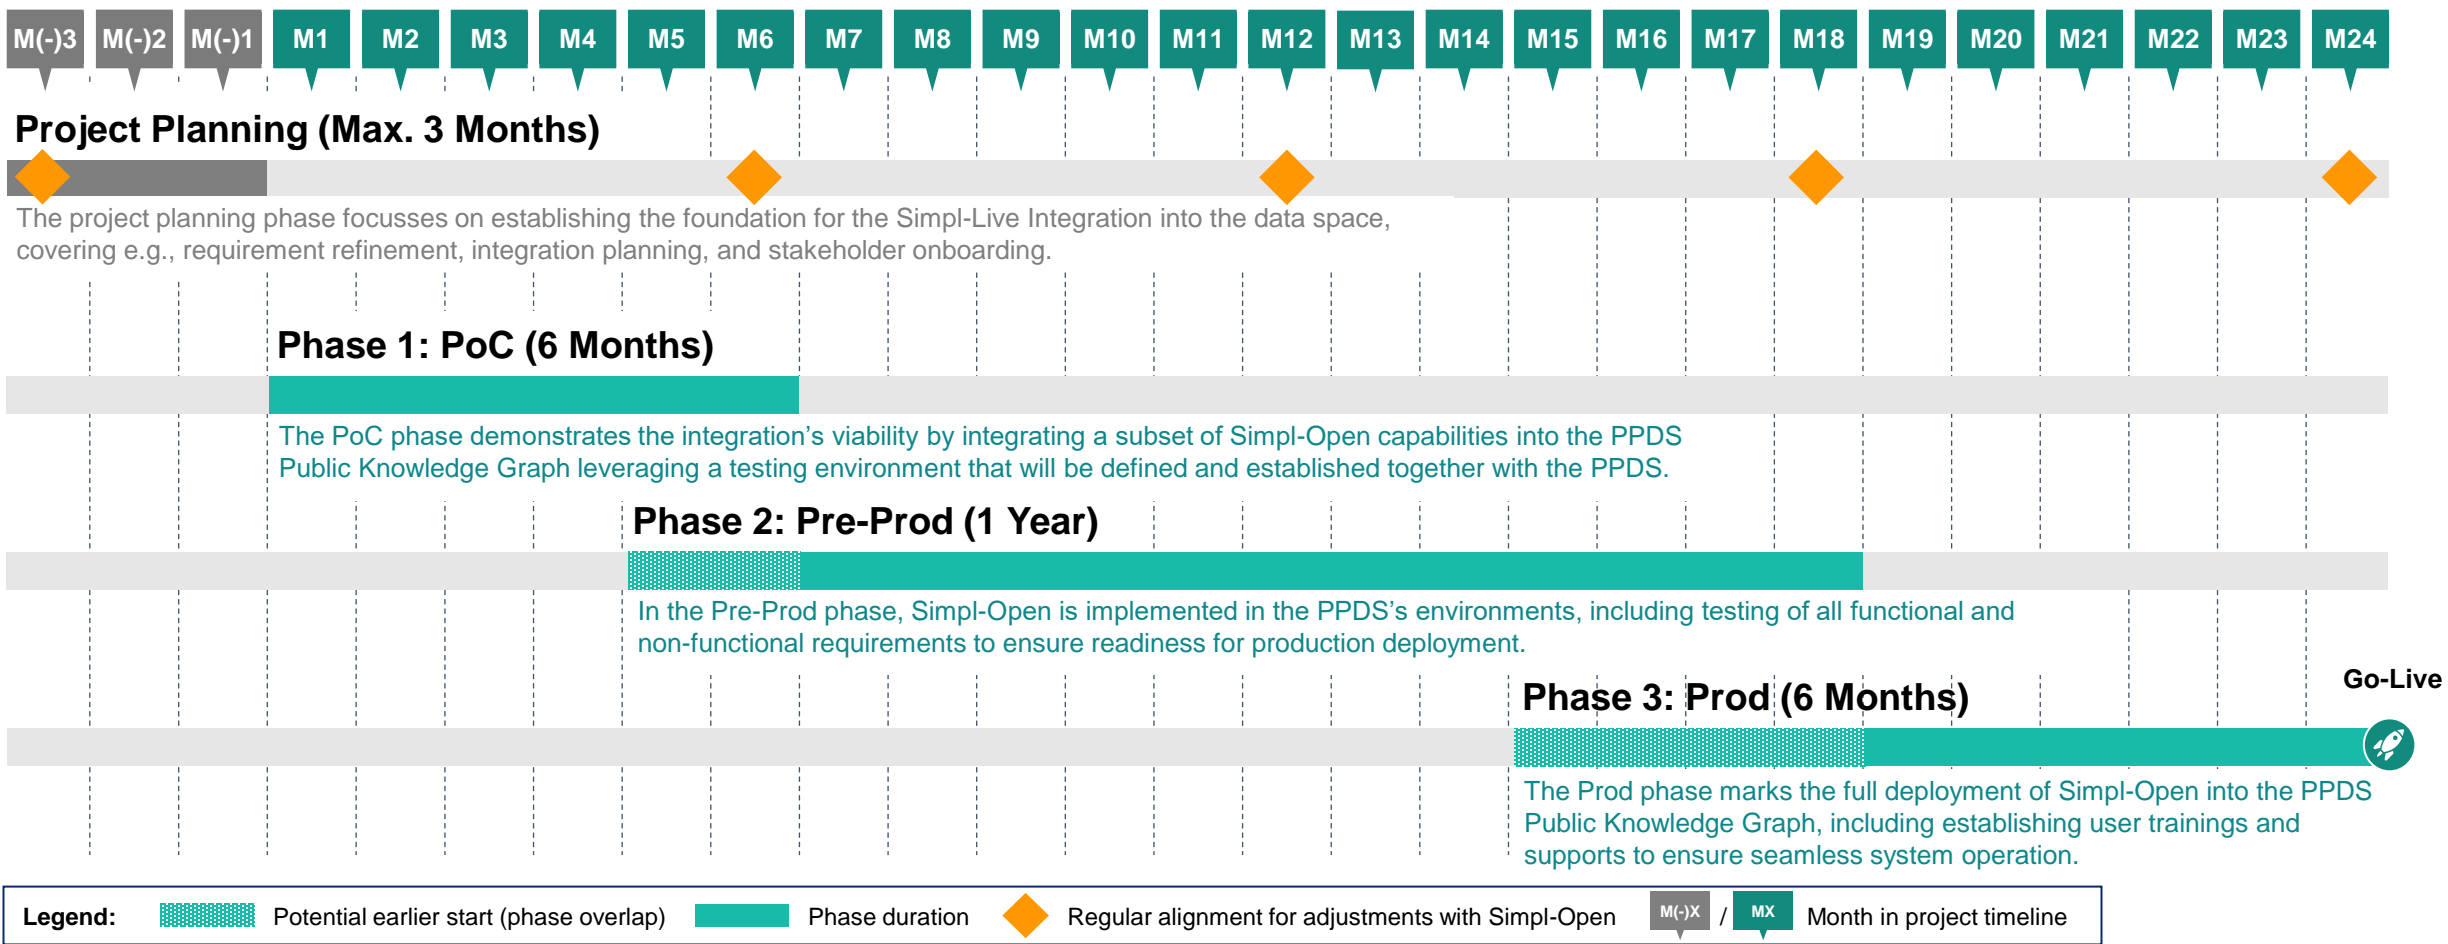 M(-)3 M(-)2 M(-)1 M1 M2 M3 M4 M5 M6 M7 M8 M9 M10 M11 M12 M13 M14 M15 M16 M17 M18 M19 M20 M21 M22 M23 M24
Project Planning (Max. 3 Months)
The project planning phase focusses on establishing the foundation for the Simpl-Live Integration into the data space,
covering e.g., requirement refinement, integration planning, and stakeholder onboarding.
Phase 1: PoC (6 Months)
The PoC phase demonstrates the integration’s viability by integrating a subset of Simpl-Open capabilities into the PPDS
Public Knowledge Graph leveraging a testing environment that will be defined and established together with the PPDS.
Phase 2: Pre-Prod (1 Year)
In the Pre-Prod phase, Simpl-Open is implemented in the PPDS’s environments, including testing of all functional and
non-functional requirements to ensure readiness for production deployment.
Go-Live
Phase 3: Prod (6 Months)
The Prod phase marks the full deployment of Simpl-Open into the PPDS
Public Knowledge Graph, including establishing user trainings and
supports to ensure seamless system operation.
Legend: Potential earlier start (phase overlap) Phase duration Regular alignment for adjustments with Simpl-Open M(-)X / MX Month in project timeline